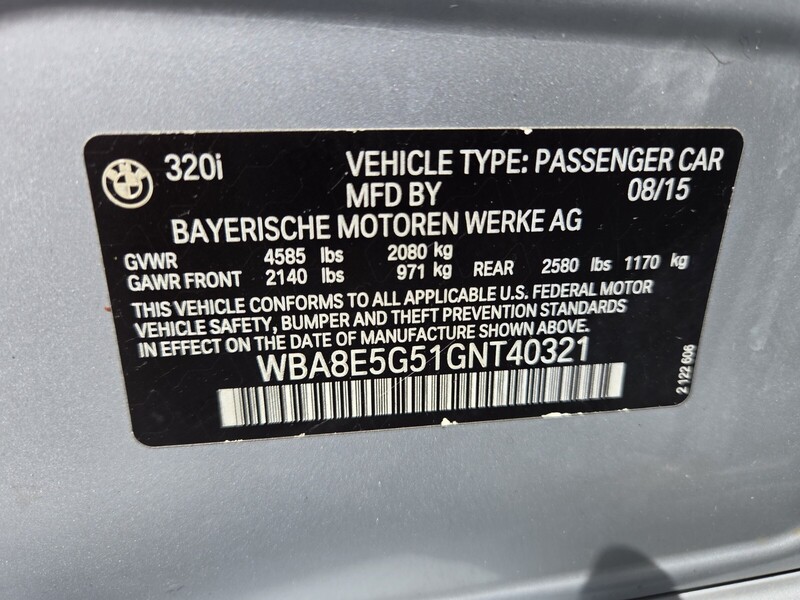 320i VEHICLE TYPE: PASSENGER CAR
MFD BY 08/15
BAYERISCHE MOTOREN WERKE AG
GVWR 4585 lbs 2080 kg
GAWR FRONT 2140 lbs 971 kg REAR 2580 lbs 1170 kg
THIS VEHICLE CONFORMS TO ALL APPLICABLE U.S. FEDERAL MOTOR
VEHICLE SAFETY, BUMPER AND THEFT PREVENTION STANDARDS
IN EFFECT ON THE DATE OF MANUFACTURE SHOWN ABOVE.
WBA8E5G51GNT40321
2 122 606